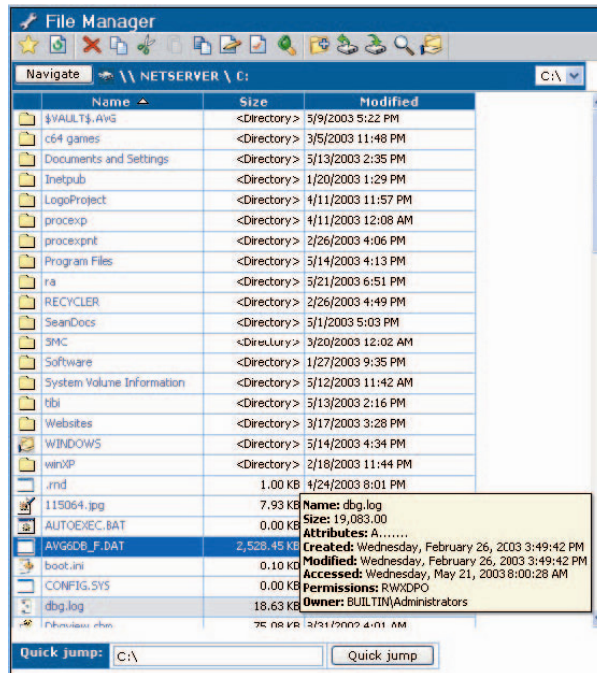 File Manager
Navigate \\ NETSERVER \ C: C:\
Name Size Modified
$VAULT$.AVG <Directory> 5/9/2003 5:22 PM
c64 games <Directory> 3/5/2003 11:48 PM
Documents and Settings <Directory> 5/13/2003 2:35 PM
Inetpub <Directory> 1/20/2003 1:29 PM
LogoProject <Directory> 4/11/2003 11:57 PM
procexp <Directory> 4/11/2003 12:08 AM
procexpnt <Directory> 2/26/2003 4:06 PM
Program Files <Directory> 5/14/2003 4:13 PM
ra <Directory> 5/21/2003 6:51 PM
RECYCLER <Directory> 2/26/2003 4:49 PM
SeanDocs <Directory> 5/1/2003 5:03 PM
SMC <Directory> 3/20/2003 12:02 AM
Software <Directory> 1/27/2003 9:35 PM
System Volume Information <Directory> 5/12/2003 11:42 AM
tibi <Directory> 5/13/2003 2:16 PM
Websites <Directory> 3/17/2003 3:28 PM
WINDOWS <Directory> 5/14/2003 4:34 PM
winXP <Directory> 2/18/2003 11:44 PM
.rnd 1.00 KB 4/24/2003 8:01 PM
115064.jpg 7.93 KB
AUTOEXEC.BAT 0.00 KB
AVG6DB_F.DAT 2,528.45 KB
boot.ini 0.10 KB
CONFIG.SYS 0.00 KB
dbg.log 18.63 KB
Name: dbg.log
Size: 19,083.00
Attributes: A.......
Created: Wednesday, February 26, 2003 3:49:42 PM
Modified: Wednesday, February 26, 2003 3:49:42 PM
Accessed: Wednesday, May 21, 2003 8:00:28 AM
Permissions: RWXDPO
Owner: BUILTIN\Administrators
Dbgview.chm 75.08 KB 3/31/2002 4:01 AM
Quick jump: C:\ Quick jump